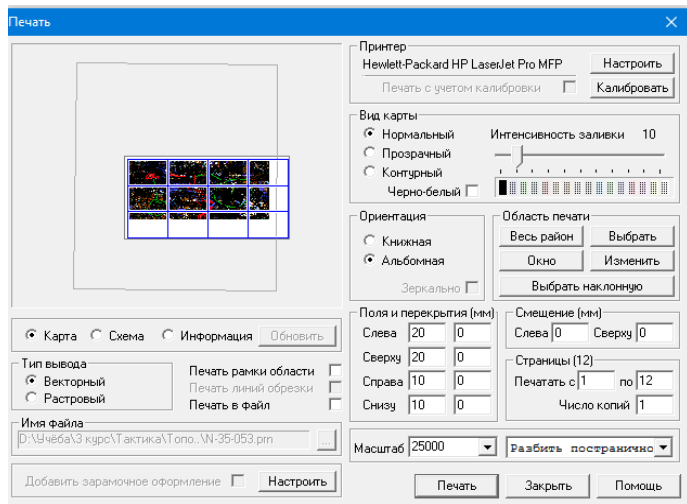 Печать
Принтер
Hewlett-Packard HP LaserJet Pro MFP
Настроить
Печать с учетом калибровки
Калибровать
Вид карты
Нормальный
Интенсивность заливки 10
Прозрачный
Контурный
Черно-белый
Ориентация
Книжная
Альбомная
Зеркально
Область печати
Весь район Выбрать
Окно Изменить
Выбрать наклонную
Карта Схема Информация Обновить
Тип вывода
Векторный
Растровый
Печать рамки области
Печать линий обрезки
Печать в файл
Имя файла
D:\Учёба\3 курс\Тактика\Топо..\N-35-053.prn ...
Добавить зарамочное оформление Настроить
Поля и перекрытия (мм)
Слева 20 0
Сверху 20 0
Справа 10 0
Снизу 10 0
Смещение (мм)
Слева 0 Сверху 0
Страницы (12)
Печатать с 1 по 12
Число копий 1
Масштаб 25000 Разбить постранично
Печать Закрыть Помощь